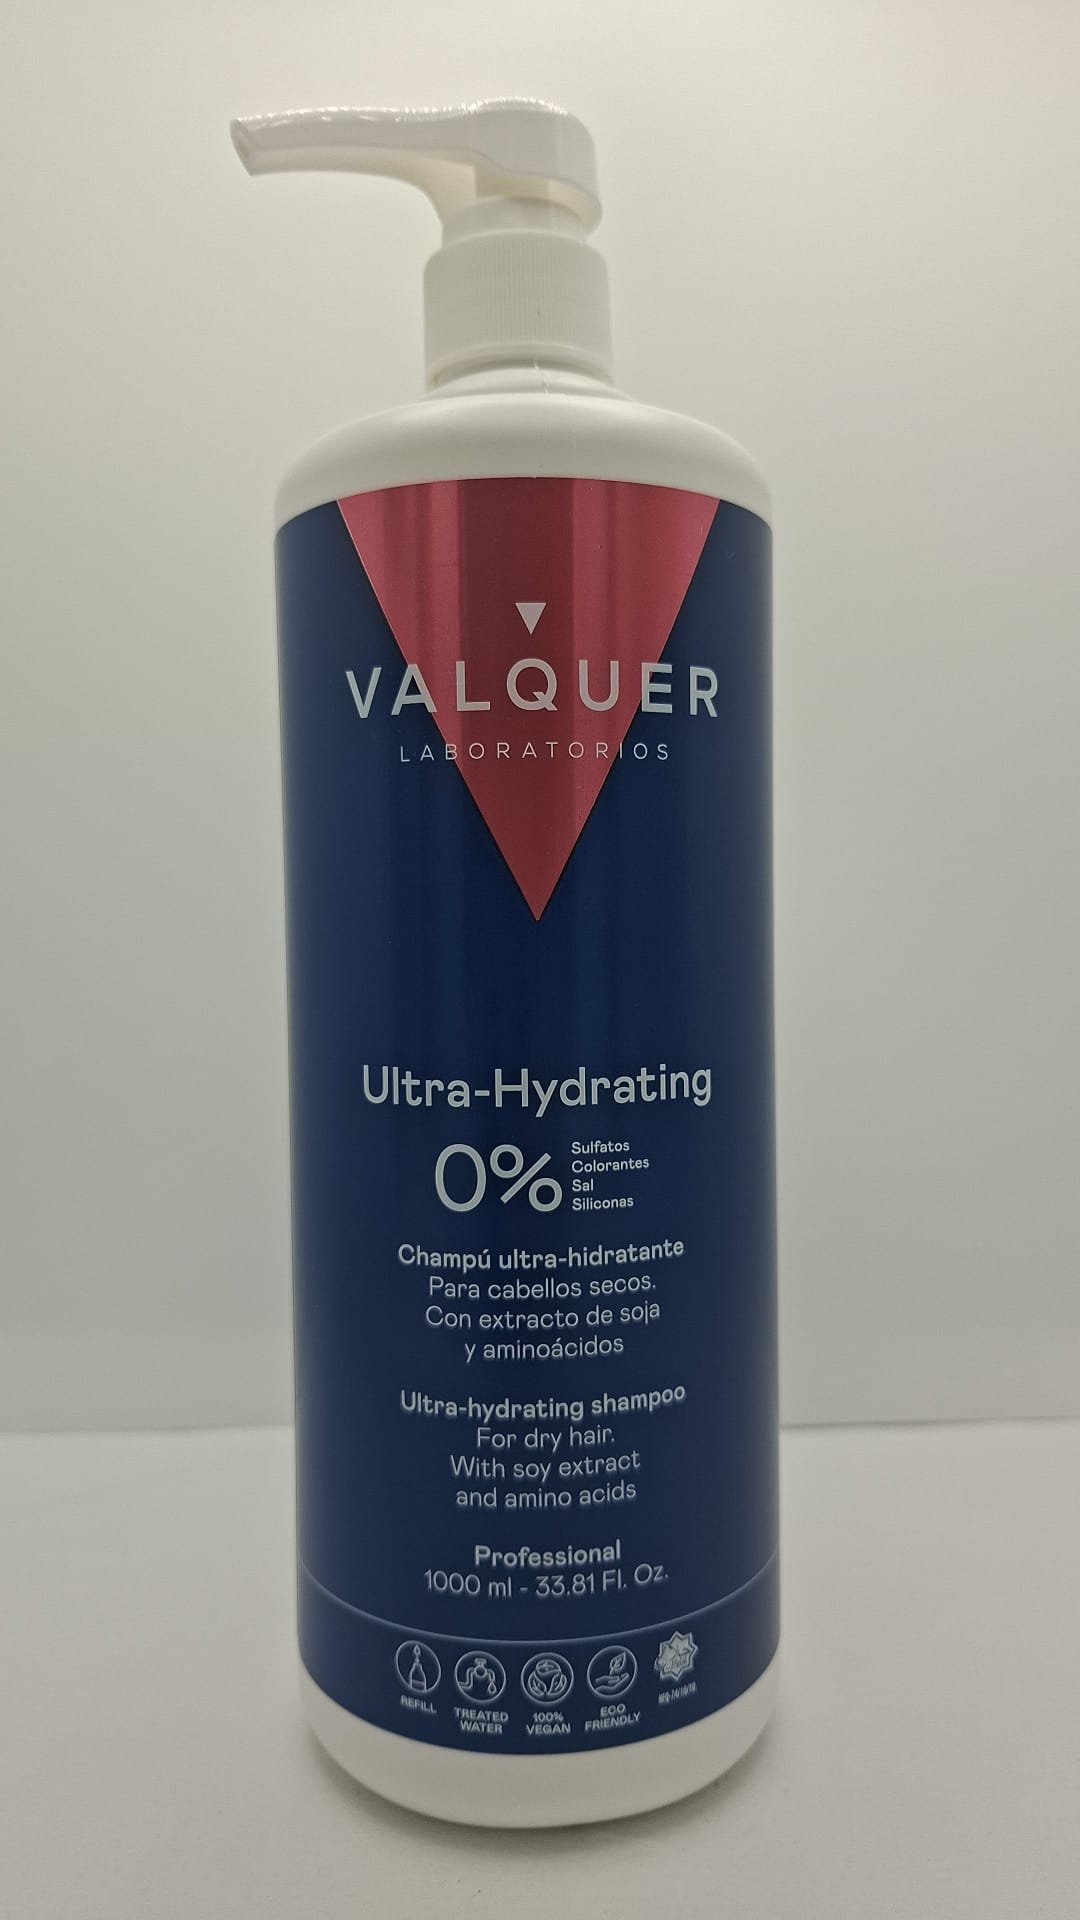 VALQUER
LABORATORIOS
Ultra-Hydrating
0%
Sulfatos
Colorantes
Sal
Siliconas
Champú ultra-hidratante
Para cabellos secos.
Con extracto de soja
y aminoácidos
Ultra-hydrating shampoo
For dry hair.
With soy extract
and amino acids
Professional
1000 ml - 33.81 Fl. Oz.
REFILL
TREATED
WATER
100%
VEGAN
ECO
FRIENDLY